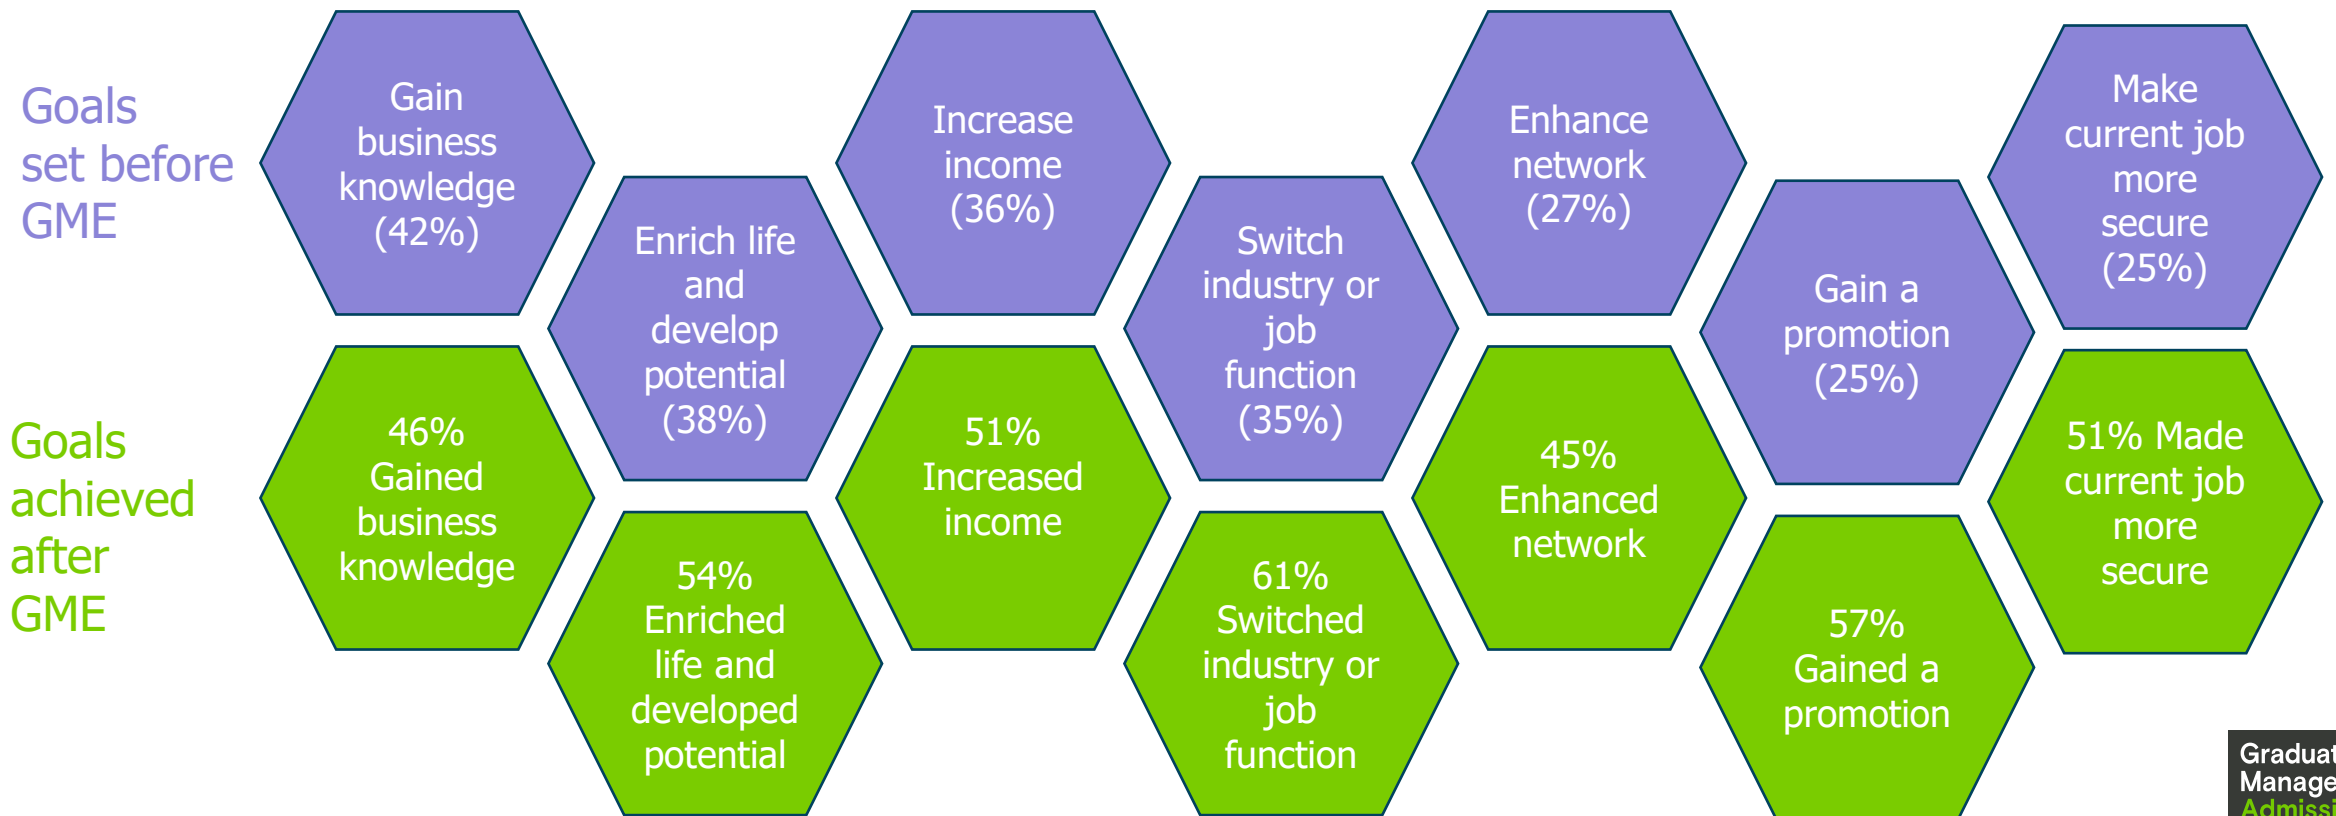 Goals
set before
GME
Gain
business
knowledge
(42%)
Enrich life
and
develop
potential
(38%)
Increase
income
(36%)
Switch
industry or
job
function
(35%)
Enhance
network
(27%)
Gain a
promotion
(25%)
Make
current job
more
secure
(25%)
Goals
achieved
after
GME
46%
Gained
business
knowledge
54%
Enriched
life and
developed
potential
51%
Increased
income
61%
Switched
industry or
job
function
45%
Enhanced
network
57%
Gained a
promotion
51% Made
current job
more
secure
Graduat
Manage
Admissi